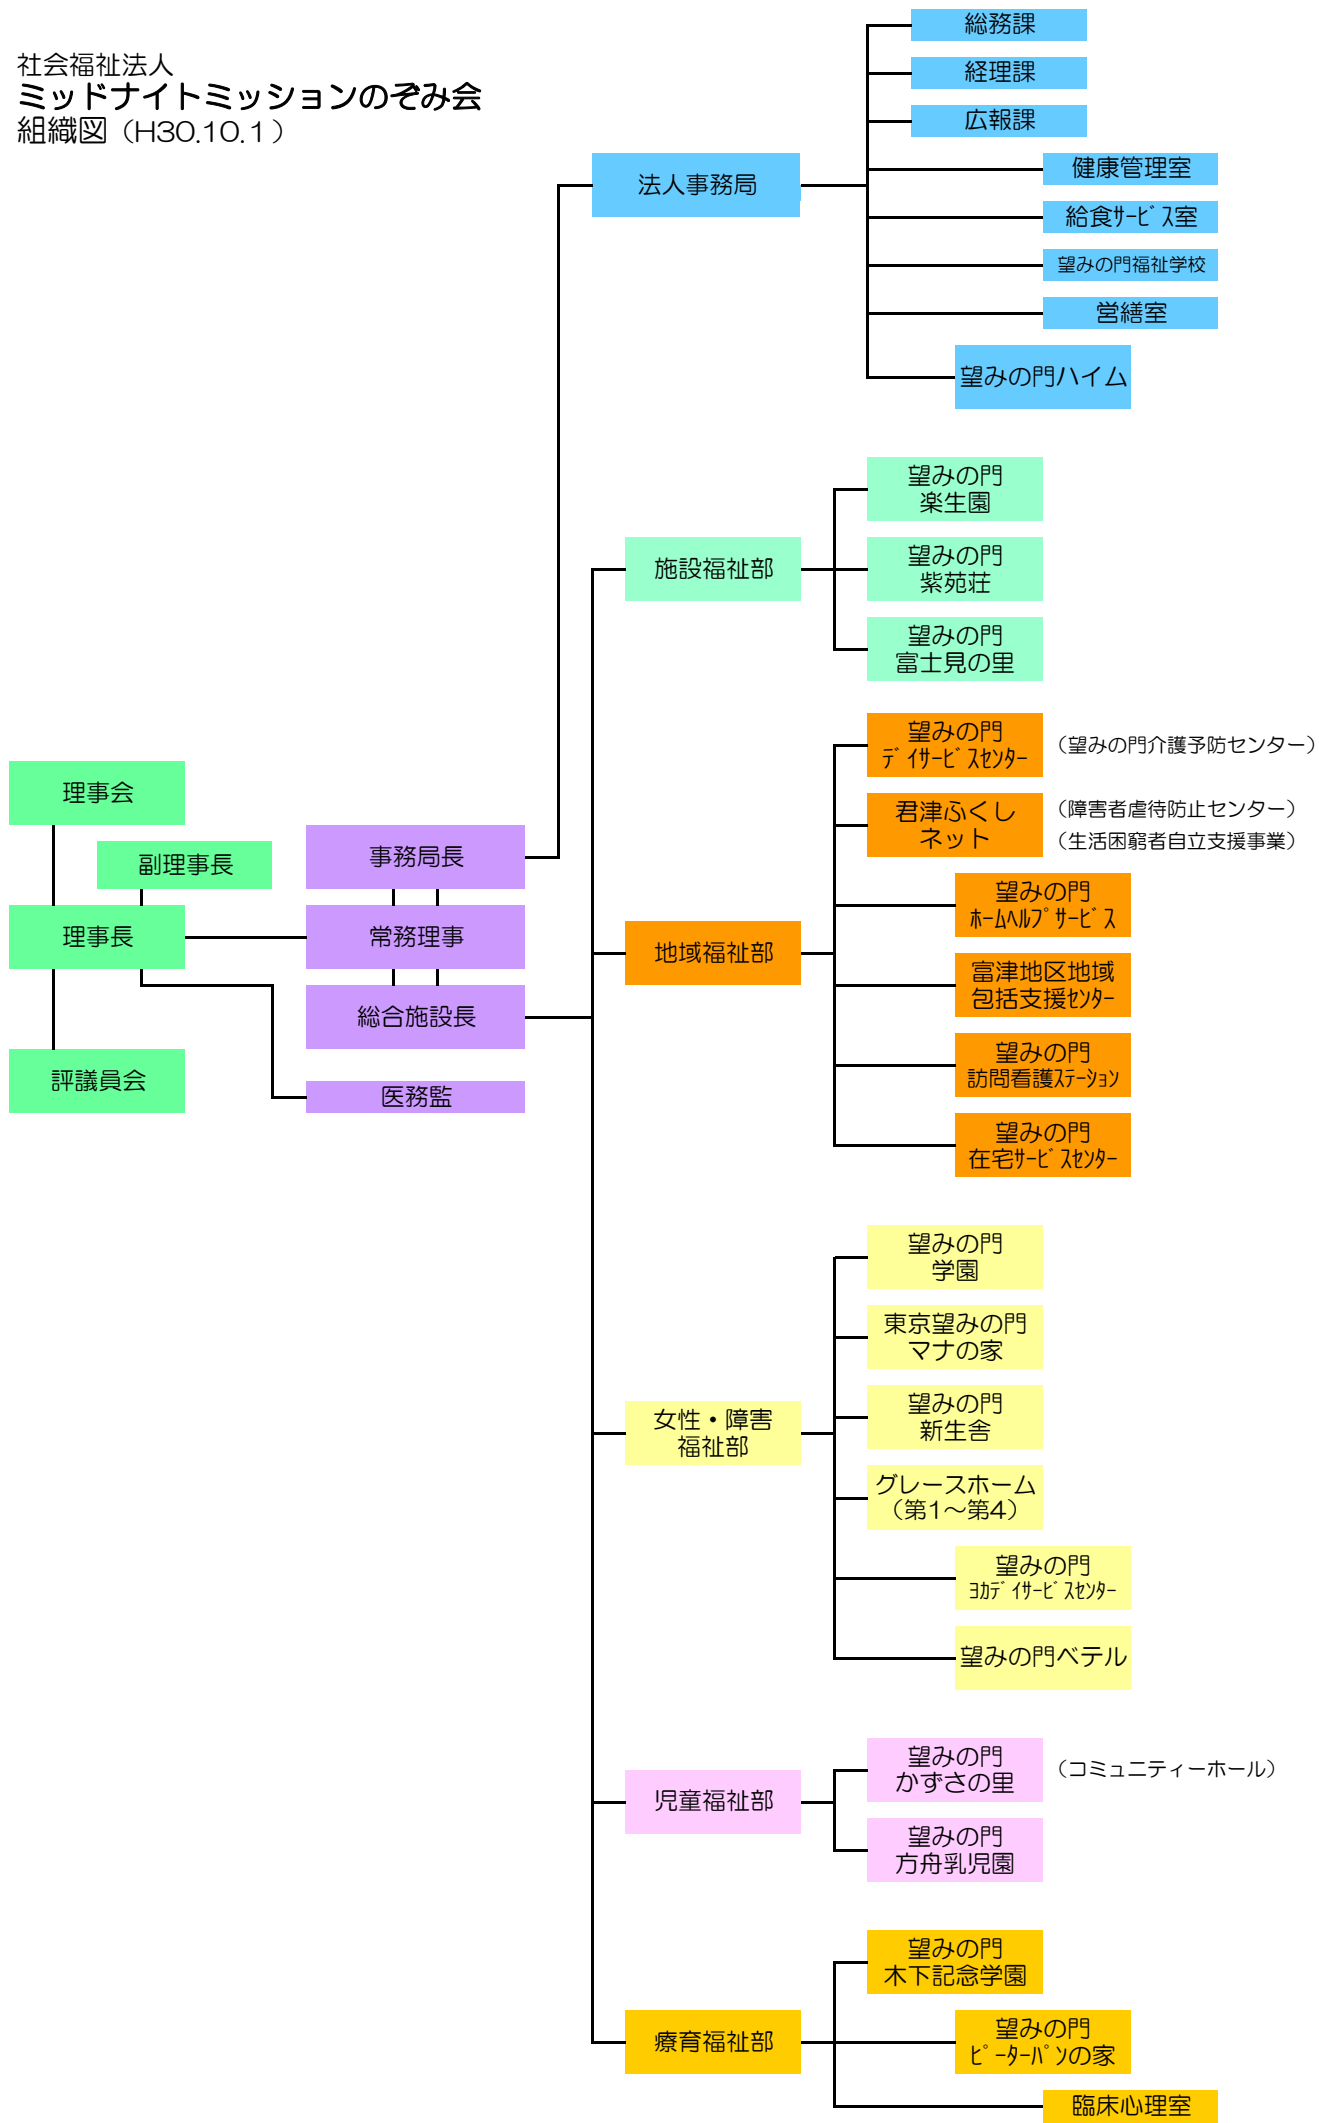 社会福祉法人
ミッドナイトミッションのぞみ会
組織図（H30.10.1）
総務課
経理課
広報課
健康管理室
給食ｻｰﾋﾞｽ室
望みの門福祉学校
営繕室
望みの門ハイム
法人事務局
望みの門
楽生園
望みの門
紫苑荘
望みの門
富士見の里
施設福祉部
望みの門
ﾃﾞｲｻｰﾋﾞｽｾﾝﾀｰ
（望みの門介護予防センター）
君津ふくし
ネット
（障害者虐待防止センター）
（生活困窮者自立支援事業）
望みの門
ﾎｰﾑﾍﾙﾌﾟｻｰﾋﾞｽ
富津地区地域
包括支援ｾﾝﾀｰ
望みの門
訪問看護ｽﾃｰｼｮﾝ
望みの門
在宅ｻｰﾋﾞｽｾﾝﾀｰ
地域福祉部
理事会
副理事長
理事長
評議員会
事務局長
常務理事
総合施設長
医務監
望みの門
学園
東京望みの門
マナの家
望みの門
新生舎
グレースホーム
（第1～第4）
望みの門
ﾖｶﾃﾞｲｻｰﾋﾞｽｾﾝﾀｰ
望みの門ベテル
女性・障害
福祉部
望みの門
かずさの里
（コミュニティーホール）
望みの門
方舟乳児園
児童福祉部
望みの門
木下記念学園
望みの門
ﾋﾟｰﾀｰﾊﾟﾝの家
臨床心理室
療育福祉部